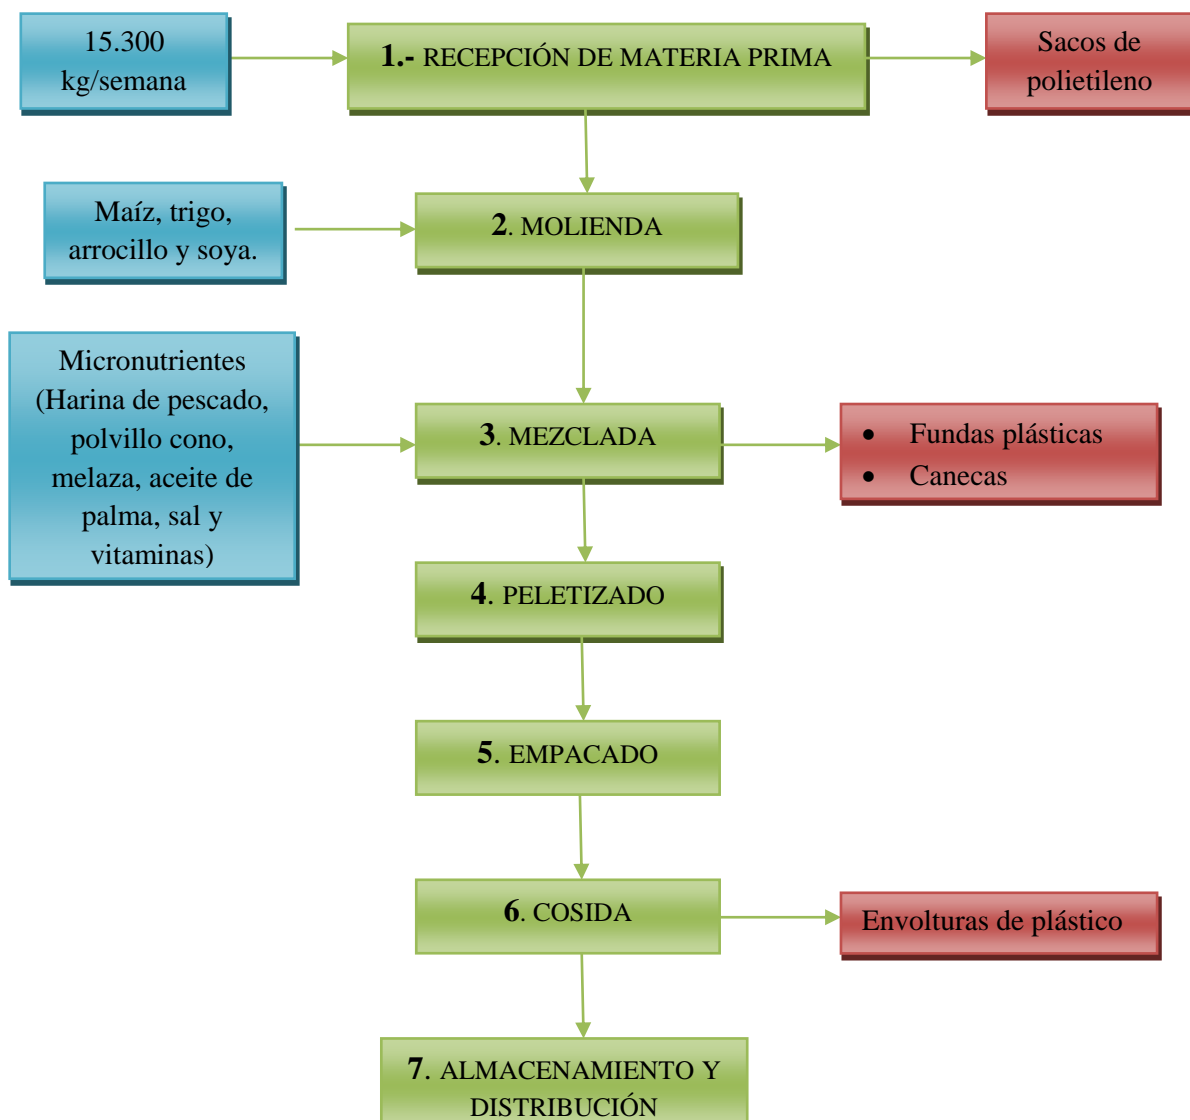 15.300
kg/semana
1.- RECEPCIÓN DE MATERIA PRIMA
Sacos de
polietileno
Maíz, trigo,
arrocillo y soya.
2. MOLIENDA
Micronutrientes
(Harina de pescado,
polvillo cono,
melaza, aceite de
palma, sal y
vitaminas)
3. MEZCLADA
• Fundas plásticas
• Canecas
4. PELETIZADO
5. EMPACADO
6. COSIDA
Envolturas de plástico
7. ALMACENAMIENTO Y
DISTRIBUCIÓN